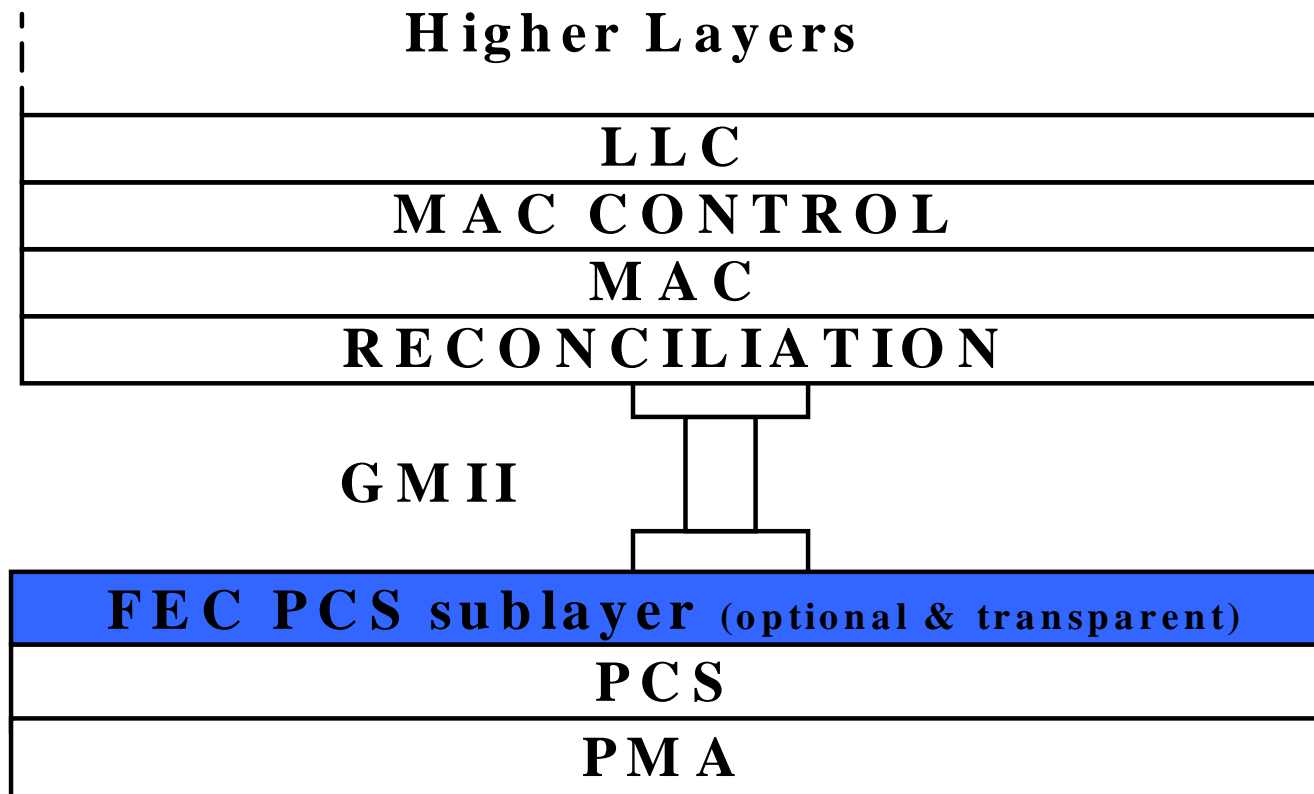 Higher Layers
LLC
MAC CONTROL
MAC
RECONCILIATION
GMII
FEC PCS sublayer (optional & transparent)
PCS
PMA